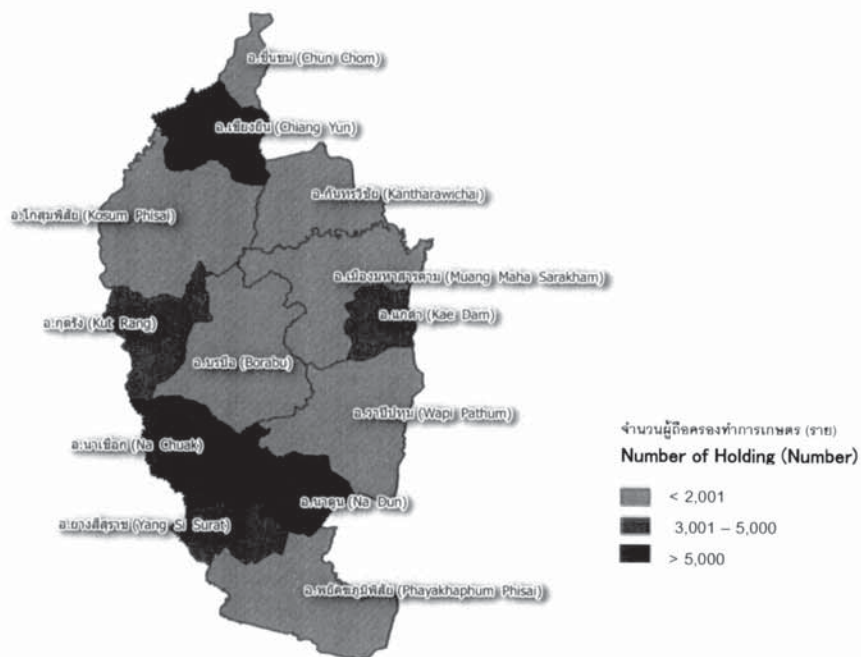 อ.ชื่นชม (Chun Chom)
อ.เชียงยืน (Chiang Yun)
อ.กันทรวิชัย (Kantharawichai)
อ.โกสุมพิสัย (Kosum Phisai)
อ.เมืองมหาสารคาม (Muang Maha Sarakham)
อ.แกดำ (Kae Dam)
อ.กุดรัง (Kut Rang)
อ.บรบือ (Borabu)
อ.วาปีปทุม (Wapi Pathum)
อ.นาเชือก (Na Chuak)
อ.นาดูน (Na Dun)
อ.ยางสีสุราช (Yang Si Surat)
อ.พยัคฆภูมิพิสัย (Phayakhaphum Phisai)
จำนวนผู้ถือครองทำการเกษตร (ราย)
Number of Holding (Number)
< 2,001
3,001 – 5,000
> 5,000